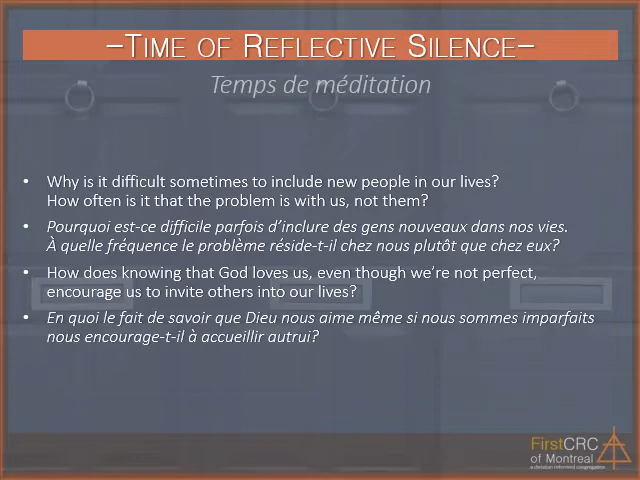 –Time of Reflective Silence–
Temps de méditation
• Why is it difficult sometimes to include new people in our lives?
How often is it that the problem is with us, not them?
• Pourquoi est-ce difficile parfois d’inclure des gens nouveaux dans nos vies.
À quelle fréquence le problème réside-t-il chez nous plutôt que chez eux?
• How does knowing that God loves us, even though we’re not perfect,
encourage us to invite others into our lives?
• En quoi le fait de savoir que Dieu nous aime même si nous sommes imparfaits
nous encourage-t-il à accueillir autrui?
FirstCRC
of Montreal
a christian reformed congregation